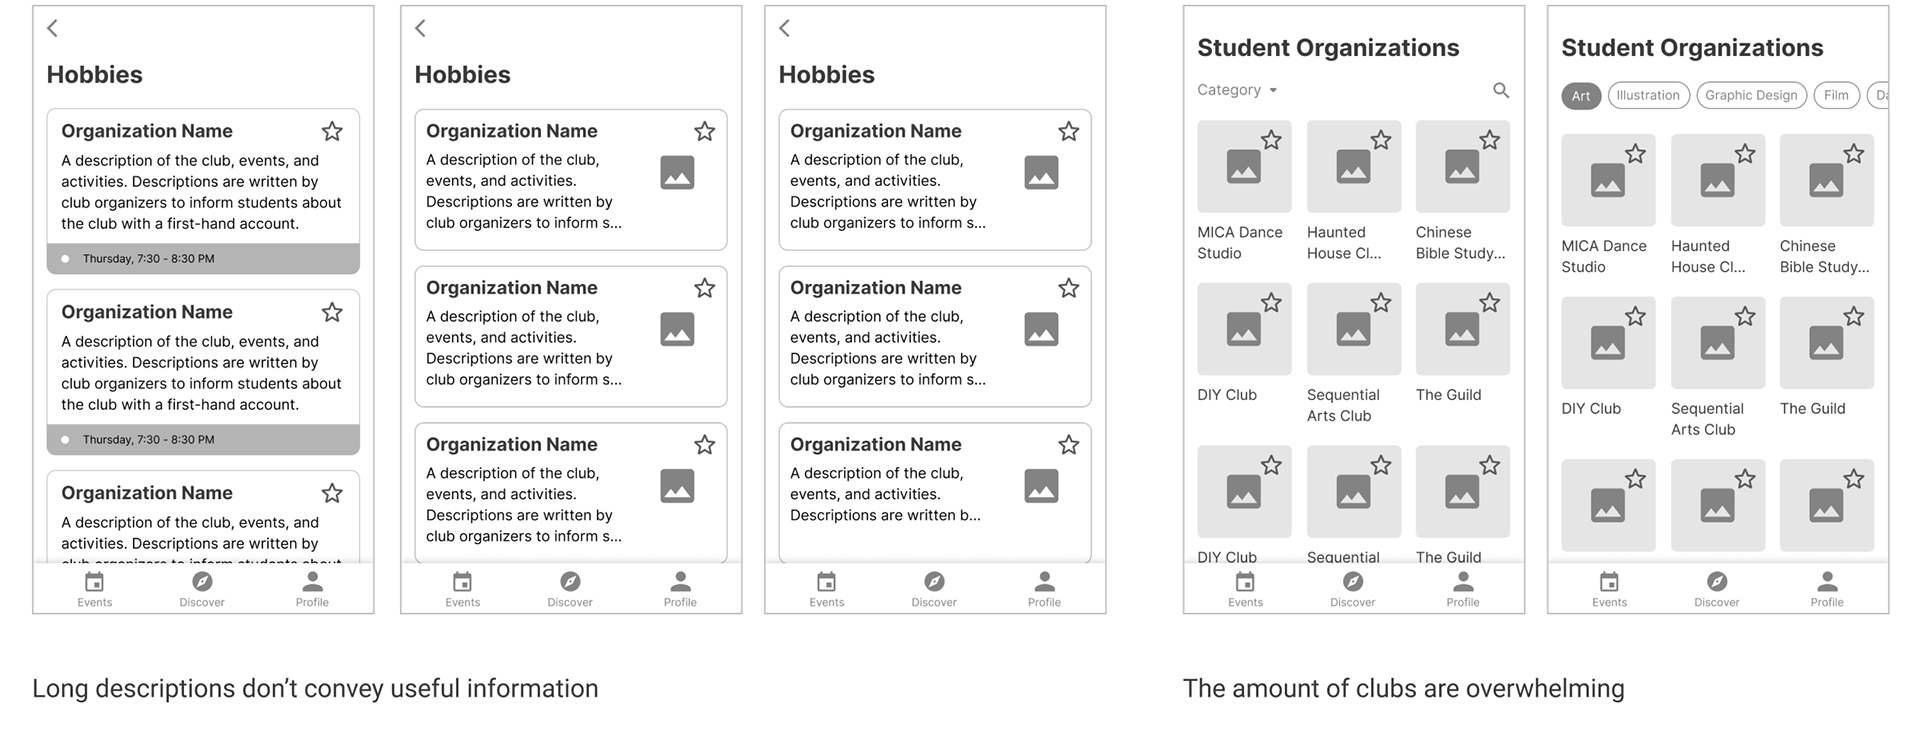 Hobbies
Organization Name
A description of the club, events, and
activities. Descriptions are written by
club organizers to inform students about
the club with a first-hand account.
Thursday, 7:30 - 8:30 PM
Organization Name
A description of the club, events, and
activities. Descriptions are written by
club organizers to inform students about
the club with a first-hand account.
Thursday, 7:30 - 8:30 PM
Organization Name
A description of the club, events, and
activities. Descriptions are written by
club organizers to inform students about
Events
Discover
Profile
Hobbies
Organization Name
A description of the club,
events, and activities.
Descriptions are written by
club organizers to inform s...
Organization Name
A description of the club,
events, and activities.
Descriptions are written by
club organizers to inform s...
Organization Name
A description of the club,
events, and activities.
Descriptions are written by
club organizers to inform s...
Events
Discover
Profile
Hobbies
Organization Name
A description of the club,
events, and activities.
Descriptions are written by
club organizers to inform s...
Organization Name
A description of the club,
events, and activities.
Descriptions are written by
club organizers to inform s...
Organization Name
A description of the club,
events, and activities.
Descriptions are written b...
Events
Discover
Profile
Long descriptions don’t convey useful information
Student Organizations
Category
MICA Dance
Studio
Haunted
House Cl...
Chinese
Bible Study...
DIY Club
Sequential
Arts Club
The Guild
DIY Club
Sequential
The Guild
Events
Discover
Profile
Student Organizations
Art
Illustration
Graphic Design
Film
Da
MICA Dance
Studio
Haunted
House Cl...
Chinese
Bible Study...
DIY Club
Sequential
Arts Club
The Guild
Events
Discover
Profile
The amount of clubs are overwhelming